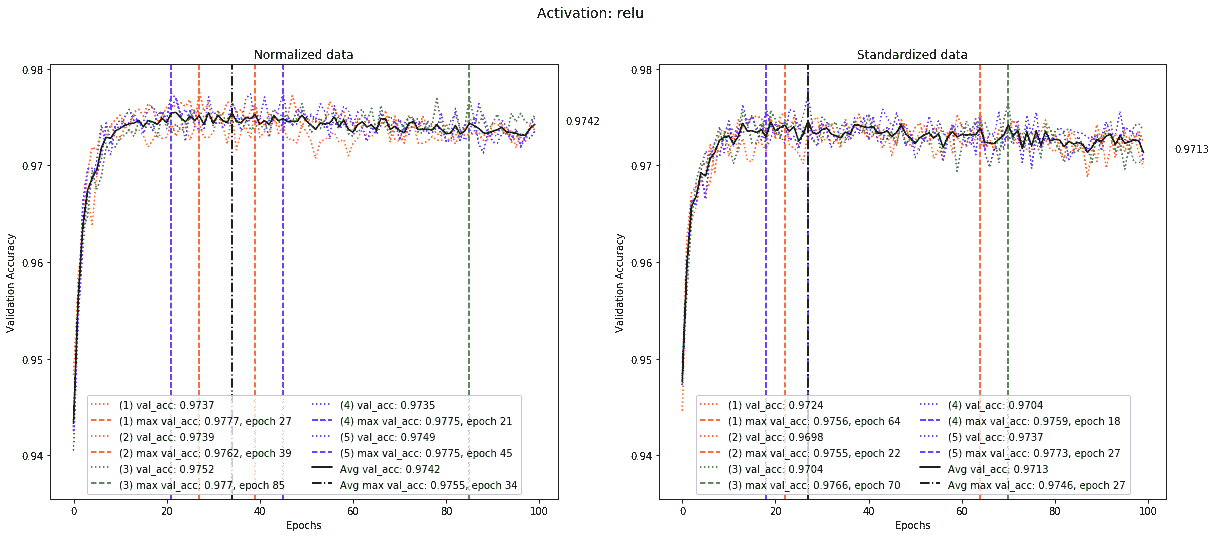 Activation: relu
Normalized data
0.98
0.97
0.96
0.95
0.94
Validation Accuracy
0.9742
(1) val_acc: 0.9737
(1) max val_acc: 0.9777, epoch 27
(2) val_acc: 0.9739
(2) max val_acc: 0.9762, epoch 39
(3) val_acc: 0.9752
(3) max val_acc: 0.977, epoch 85
(4) val_acc: 0.9735
(4) max val_acc: 0.9775, epoch 21
(5) val_acc: 0.9749
(5) max val_acc: 0.9775, epoch 45
Avg val_acc: 0.9742
Avg max val_acc: 0.9755, epoch 34
0 20 40 60 80 100
Epochs
Standardized data
0.98
0.97
0.96
0.95
0.94
Validation Accuracy
0.9713
(1) val_acc: 0.9724
(1) max val_acc: 0.9756, epoch 64
(2) val_acc: 0.9698
(2) max val_acc: 0.9755, epoch 22
(3) val_acc: 0.9704
(3) max val_acc: 0.9766, epoch 70
(4) val_acc: 0.9704
(4) max val_acc: 0.9759, epoch 18
(5) val_acc: 0.9737
(5) max val_acc: 0.9773, epoch 27
Avg val_acc: 0.9713
Avg max val_acc: 0.9746, epoch 27
0 20 40 60 80 100
Epochs